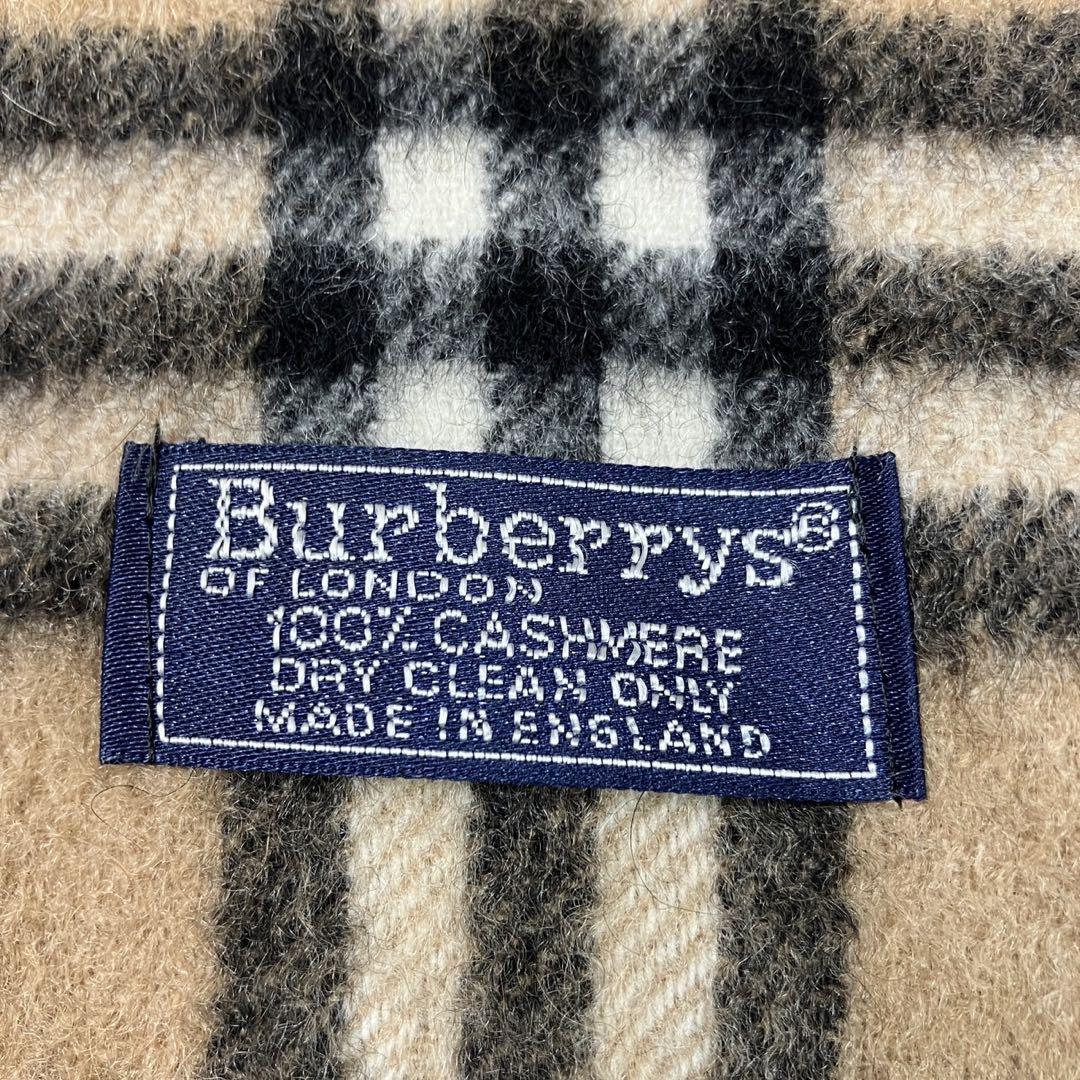 Burberrys®
OF LONDON
100% CASHMERE
DRY CLEAN ONLY
MADE IN ENGLAND